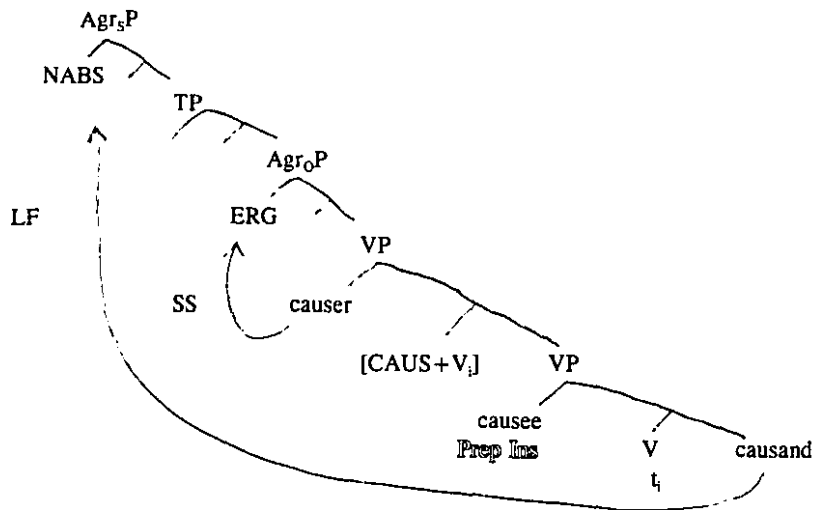 AgrsP
NABS
TP
AgroP
LF
ERG
VP
SS
causer
[CAUS+Vi]
VP
causee
Prep Ins
V
causand
ti